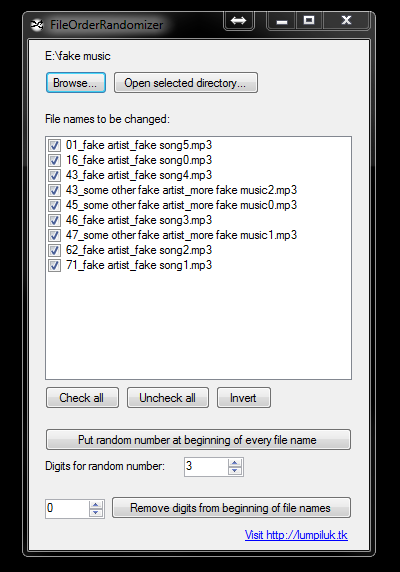 FileOrderRandomizer
E:\fake music
Browse...
Open selected directory...
File names to be changed:
01_fake artist_fake song5.mp3
16_fake artist_fake song0.mp3
43_fake artist_fake song4.mp3
43_some other fake artist_more fake music2.mp3
45_some other fake artist_more fake music0.mp3
46_fake artist_fake song3.mp3
47_some other fake artist_more fake music1.mp3
62_fake artist_fake song2.mp3
71_fake artist_fake song1.mp3
Check all
Uncheck all
Invert
Put random number at beginning of every file name
Digits for random number:
3
0
Remove digits from beginning of file names
Visit http://lumpiluk.tk